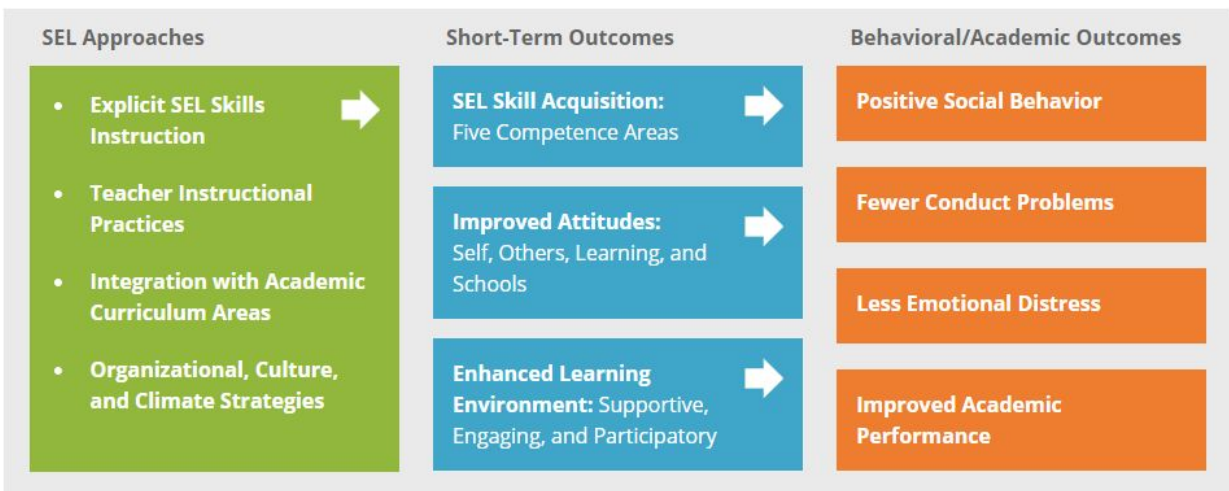 SEL Approaches
• Explicit SEL Skills
Instruction
• Teacher Instructional
Practices
• Integration with Academic
Curriculum Areas
• Organizational, Culture,
and Climate Strategies
Short-Term Outcomes
SEL Skill Acquisition:
Five Competence Areas
Improved Attitudes:
Self, Others, Learning, and
Schools
Enhanced Learning
Environment: Supportive,
Engaging, and Participatory
Behavioral/Academic Outcomes
Positive Social Behavior
Fewer Conduct Problems
Less Emotional Distress
Improved Academic
Performance